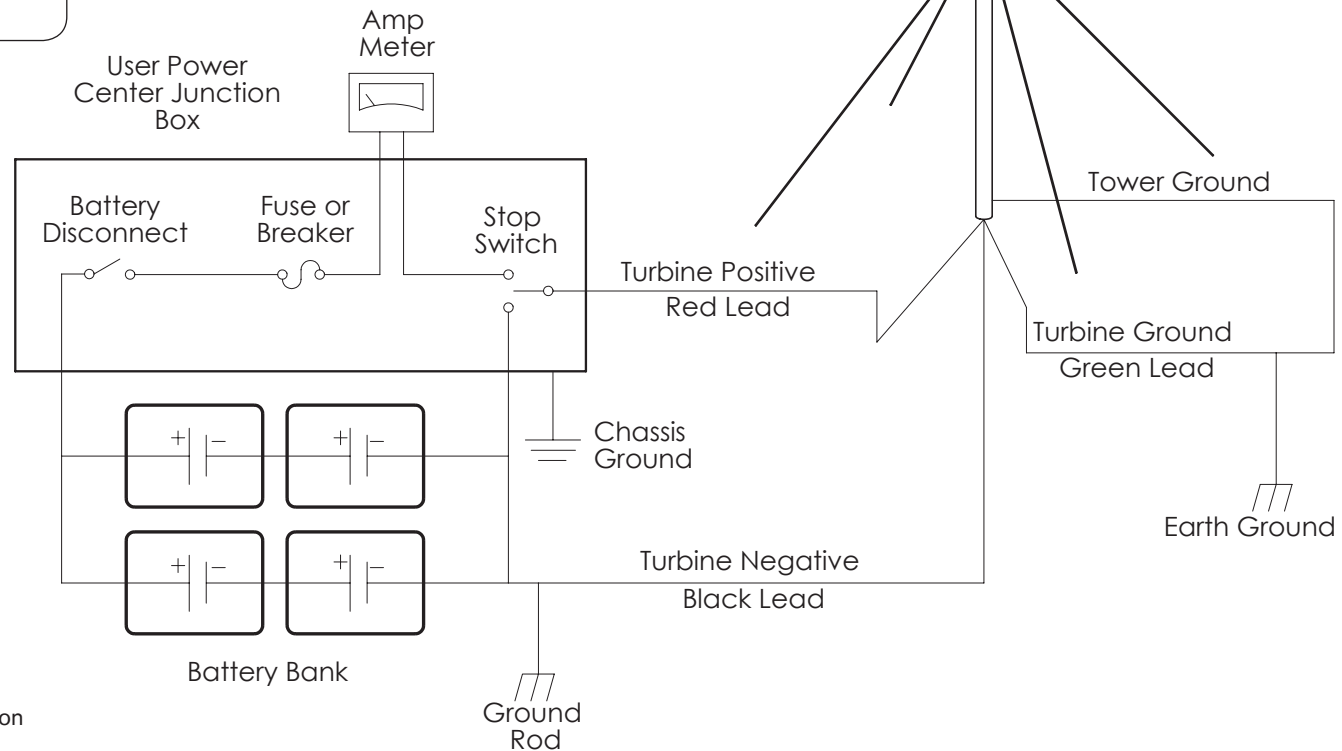 Amp
Meter
User Power
Center Junction
Box
Battery
Disconnect
Fuse or
Breaker
Stop
Switch
Tower Ground
Turbine Positive
Red Lead
Turbine Ground
Green Lead
+ − + −
Chassis
Ground
Earth Ground
+ − + −
Turbine Negative
Black Lead
Battery Bank
Ground
Rod
on